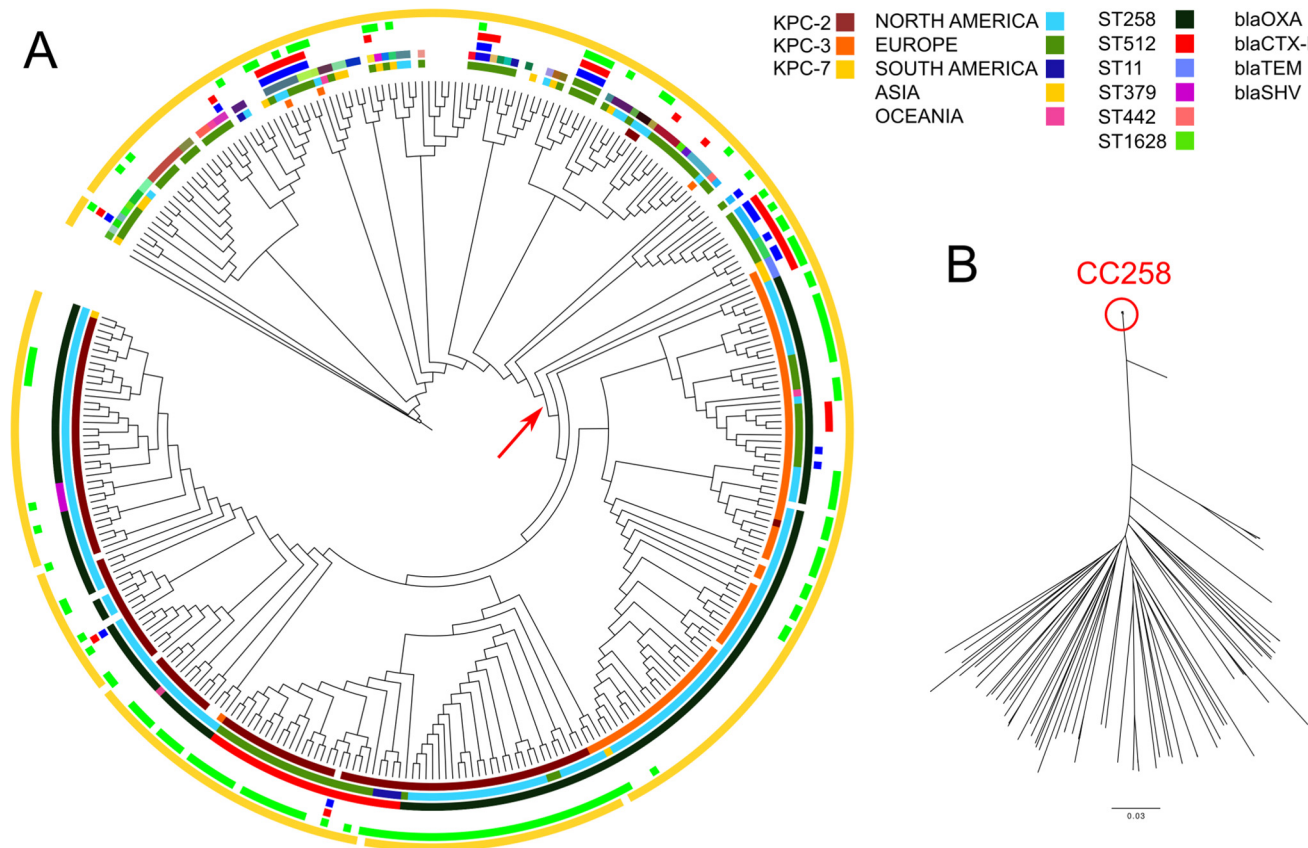 A
KPC-2
KPC-3
KPC-7
NORTH AMERICA
EUROPE
SOUTH AMERICA
ASIA
OCEANIA
ST258
ST512
ST11
ST379
ST442
ST1628
blaOXA
blaCTX-
blaTEM
blaSHV
B
CC258
0.03